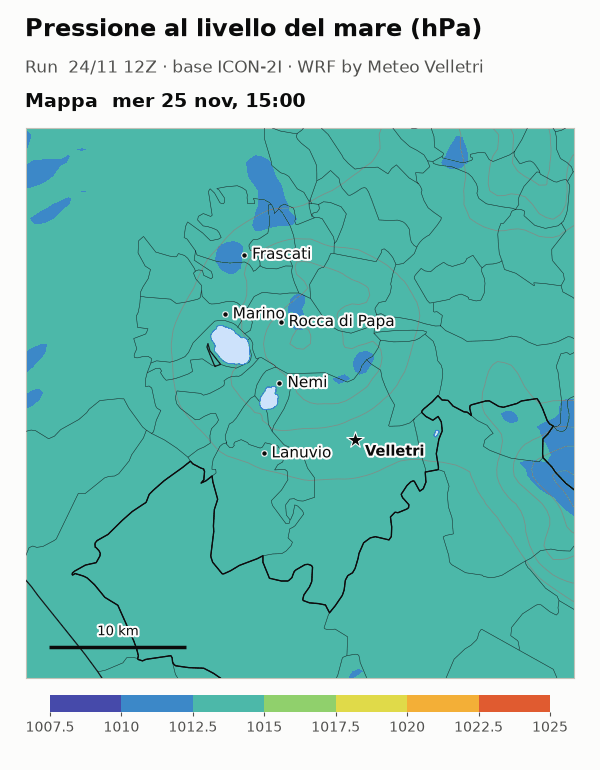 Pressione al livello del mare (hPa)
Run  24/11 12Z · base ICON-2I · WRF by Meteo Velletri
Mappa  mer 25 nov, 15:00
Frascati
Marino
Rocca di Papa
Nemi
Velletri
Lanuvio
10 km
1007.5 1010 1012.5 1015 1017.5 1020 1022.5 1025